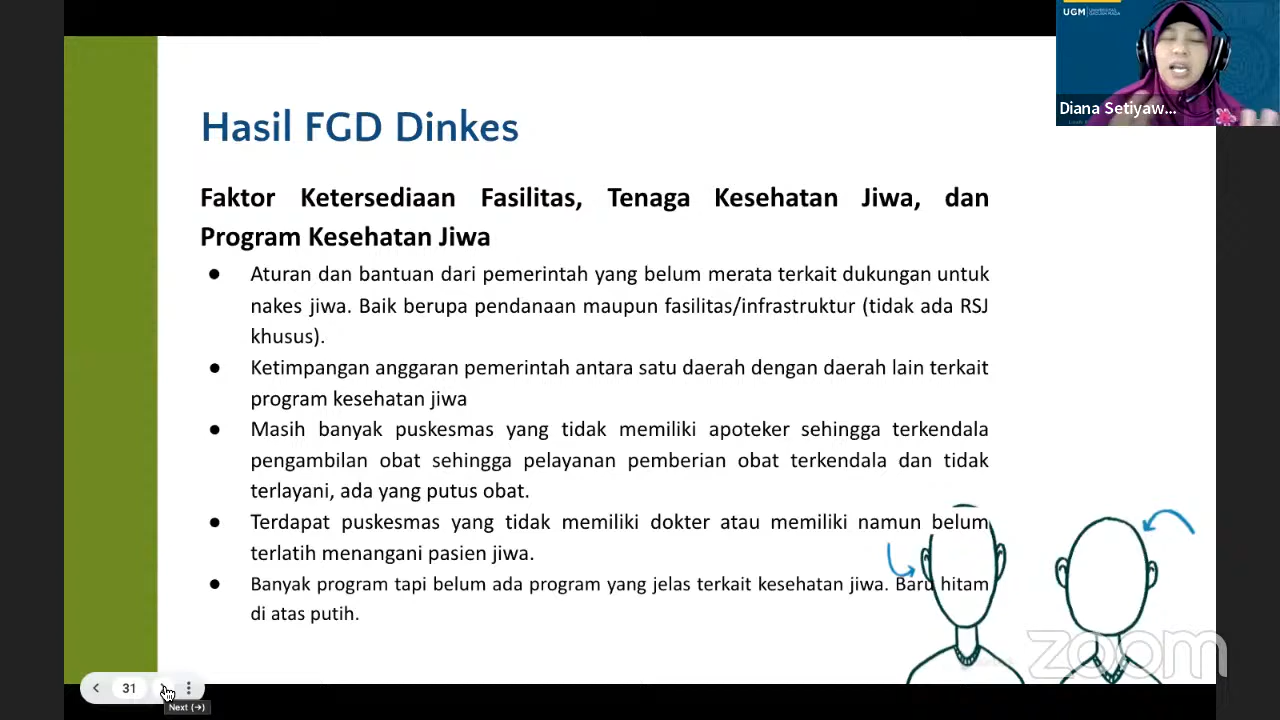 UGM
Diana Setiyaw...
Hasil FGD Dinkes
Faktor Ketersediaan Fasilitas, Tenaga Kesehatan Jiwa, dan
Program Kesehatan Jiwa
● Aturan dan bantuan dari pemerintah yang belum merata terkait dukungan untuk
nakes jiwa. Baik berupa pendanaan maupun fasilitas/infrastruktur (tidak ada RSJ
khusus).
● Ketimpangan anggaran pemerintah antara satu daerah dengan daerah lain terkait
program kesehatan jiwa
● Masih banyak puskesmas yang tidak memiliki apoteker sehingga terkendala
pengambilan obat sehingga pelayanan pemberian obat terkendala dan tidak
terlayani, ada yang putus obat.
● Terdapat puskesmas yang tidak memiliki dokter atau memiliki namun belum
terlatih menangani pasien jiwa.
● Banyak program tapi belum ada program yang jelas terkait kesehatan jiwa. Baru hitam
di atas putih.
zoom
31
Next (→)